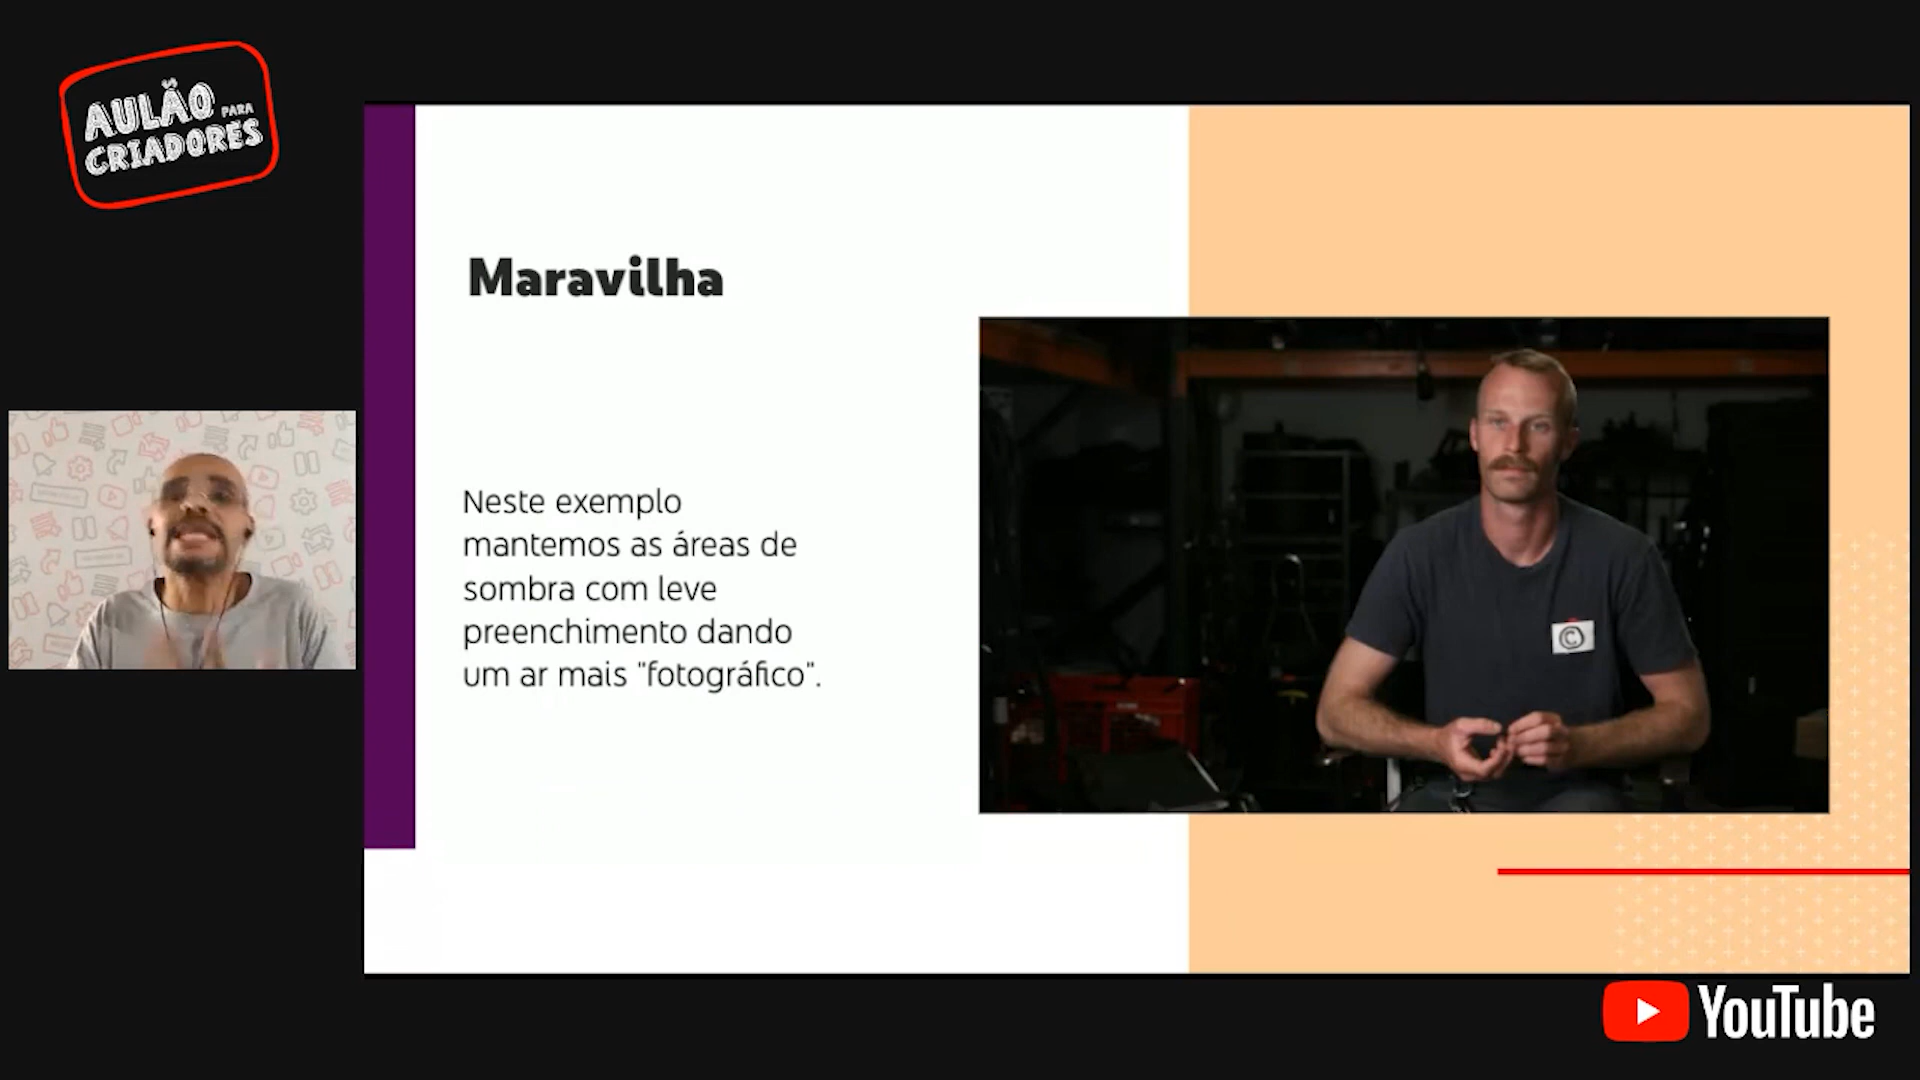 AULÃO PARA
CRIADORES
Maravilha
Neste exemplo
mantemos as áreas de
sombra com leve
preenchimento dando
um ar mais "fotográfico".
©
YouTube